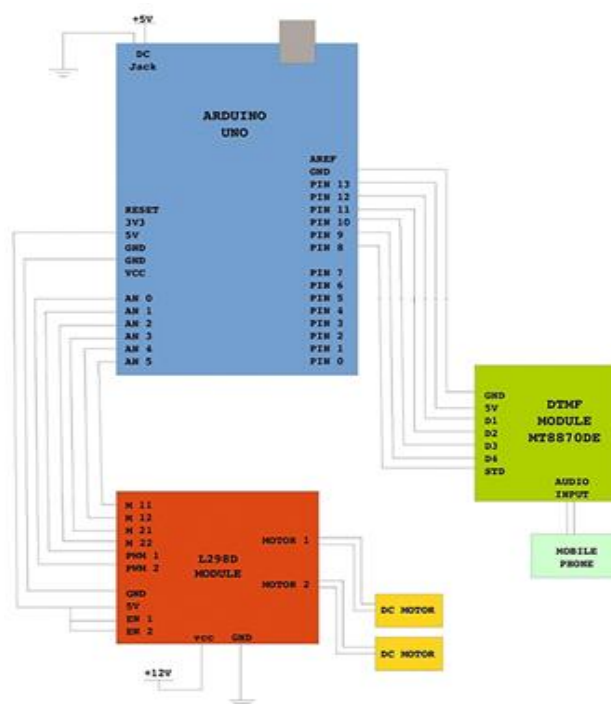 +5V
DC
Jack
ARDUINO
UNO
AREF
GND
PIN 13
PIN 12
PIN 11
PIN 10
PIN 9
PIN 8
PIN 7
PIN 6
PIN 5
PIN 4
PIN 3
PIN 2
PIN 1
PIN 0
RESET
3V3
5V
GND
GND
VCC
AN 0
AN 1
AN 2
AN 3
AN 4
AN 5
GND
5V
D1
D2
D3
D4
STD
DTMF
MODULE
MT8870DE
AUDIO
INPUT
MOBILE
PHONE
M 11
M 12
M 21
M 22
PWM 1
PWM 2
GND
5V
EN 1
EN 2
L298D
MODULE
MOTOR 1
MOTOR 2
VCC
GND
+12V
DC MOTOR
DC MOTOR